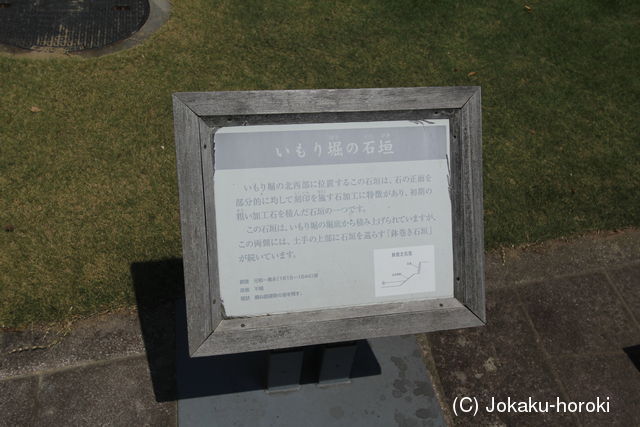 いもり堀の石垣
いもり堀の北西部に位置するこの石垣は、石の正面を
部分的に均して刻印を施す石加工に特徴があり、初期の
粗い加工石を積んだ石垣の一つです。
この石垣は、いもり堀の堀底から積み上げられていますが、
この両側には、土手の上部に石垣を巡らす「鉢巻き石垣」
が続いています。
(C) Jokaku-horoki